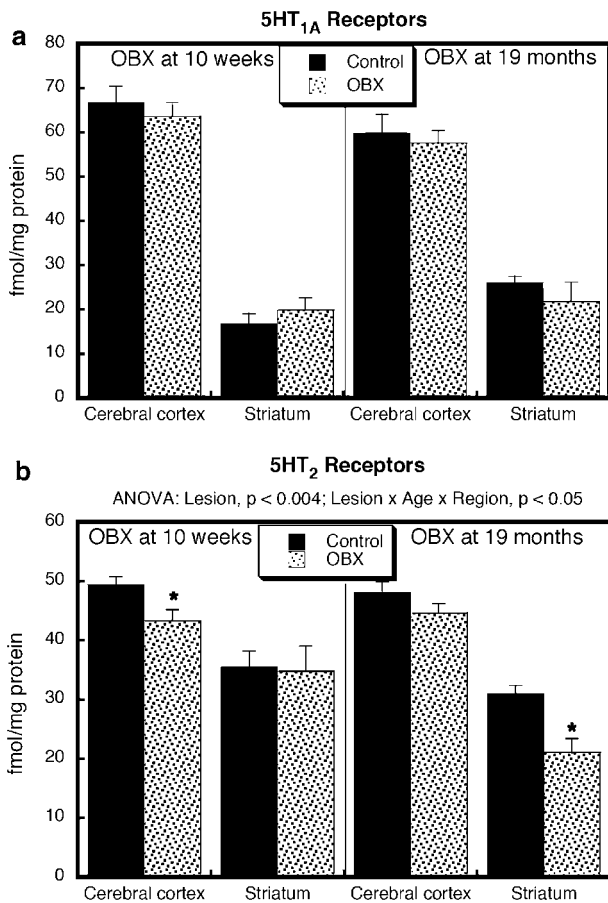 a
5HT1A Receptors
fmol/mg protein
80
70
60
50
40
30
20
10
0
OBX at 10 weeks
Control
OBX
OBX at 19 months
Cerebral cortex Striatum Cerebral cortex Striatum
b
5HT2 Receptors
ANOVA: Lesion, p < 0.004; Lesion x Age x Region, p < 0.05
fmol/mg protein
60
50
40
30
20
10
0
OBX at 10 weeks
Control
OBX
OBX at 19 months
*
*
Cerebral cortex Striatum Cerebral cortex Striatum